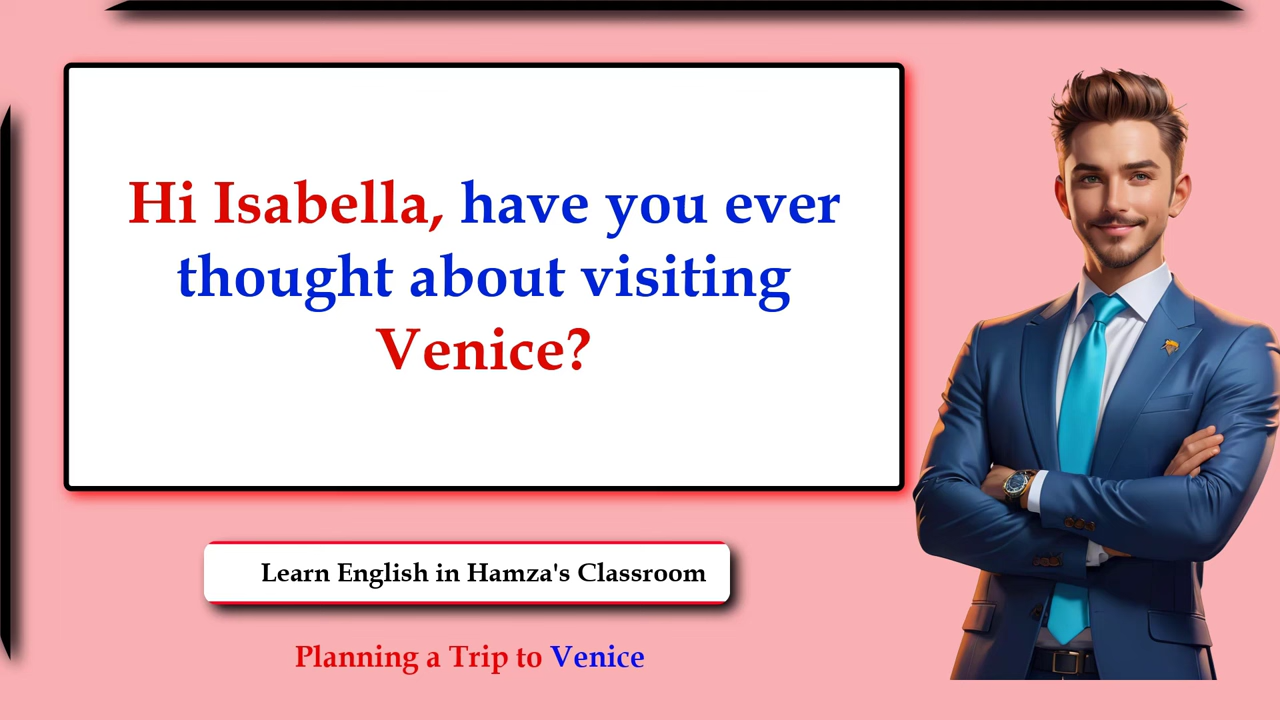 Hi Isabella, have you ever
thought about visiting
Venice?
Learn English in Hamza's Classroom
Planning a Trip to Venice